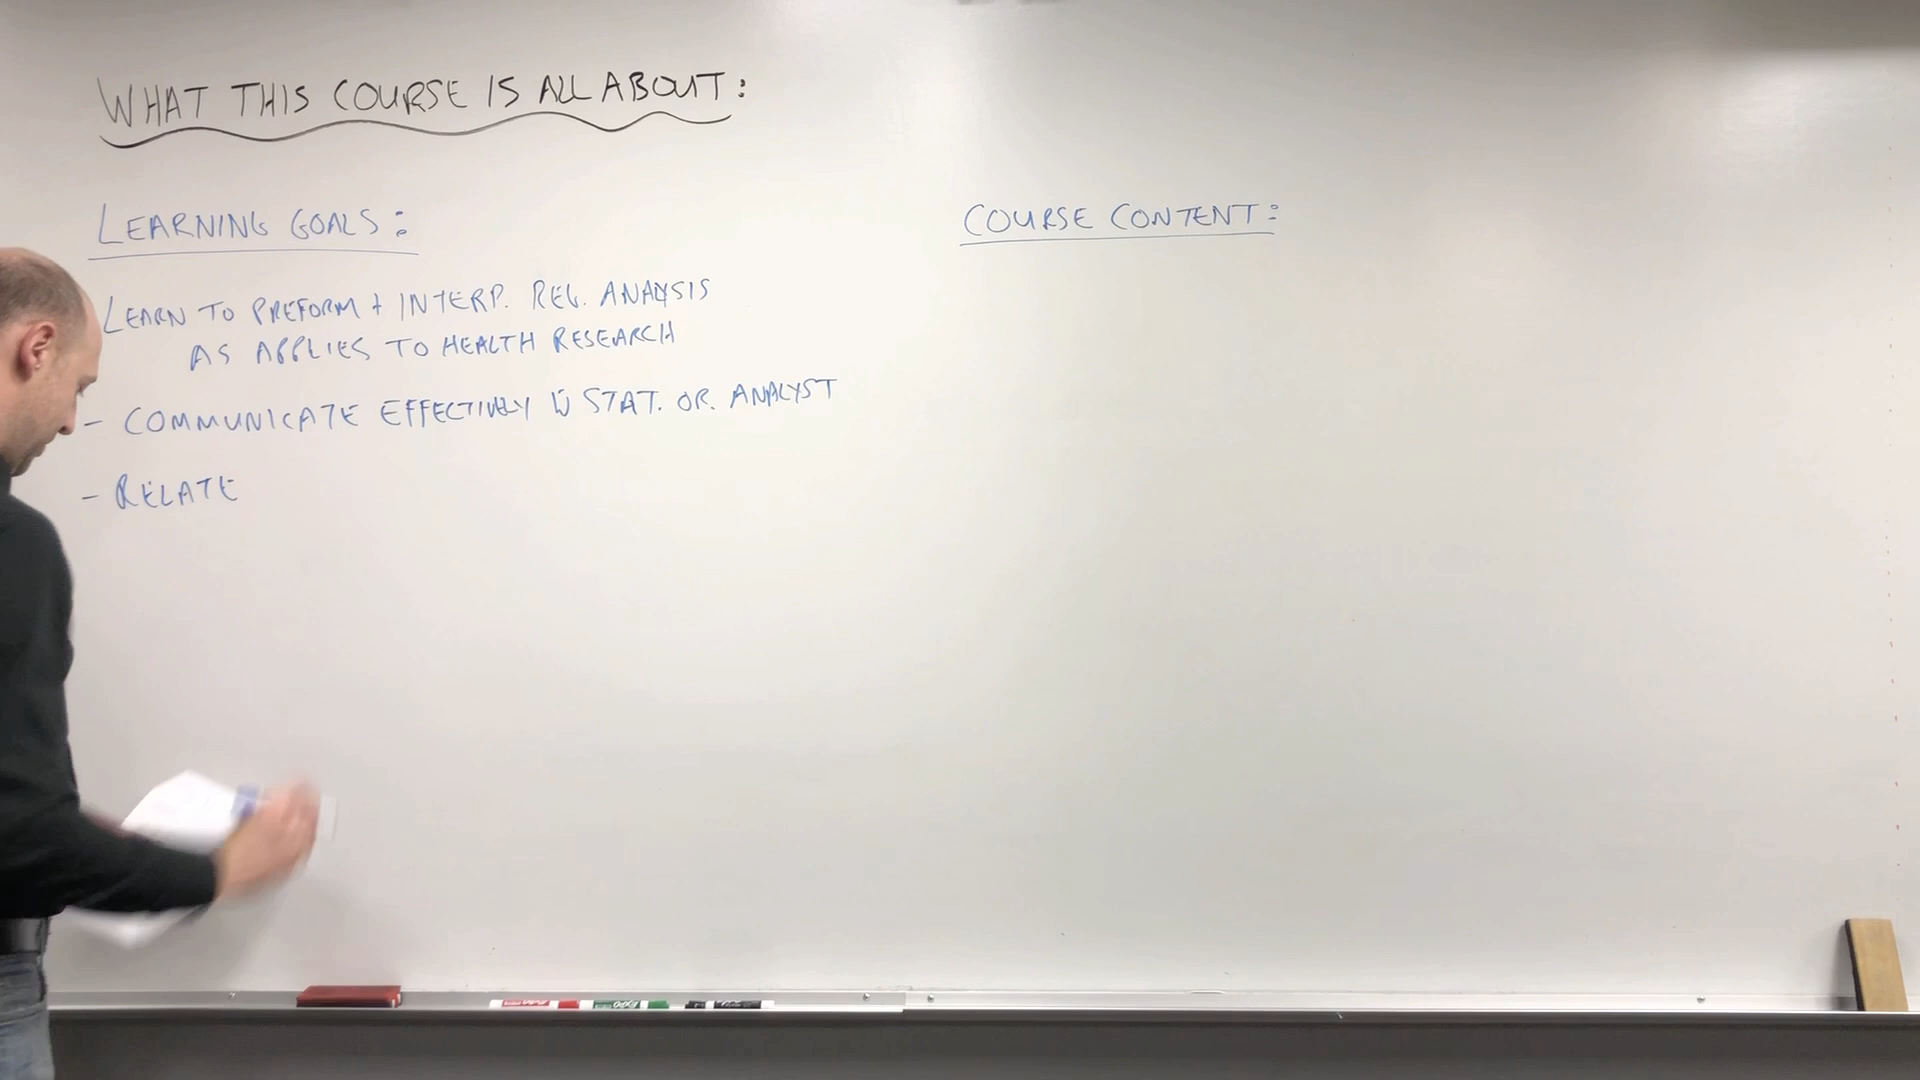 WHAT THIS COURSE IS ALL ABOUT:
LEARNING GOALS:
LEARN TO PREFORM + INTERP. REG. ANALYSIS
AS APPLIES TO HEALTH RESEARCH
- COMMUNICATE EFFECTIVELY W STAT. OR. ANALYST
- RELATE
COURSE CONTENT:
EXPO